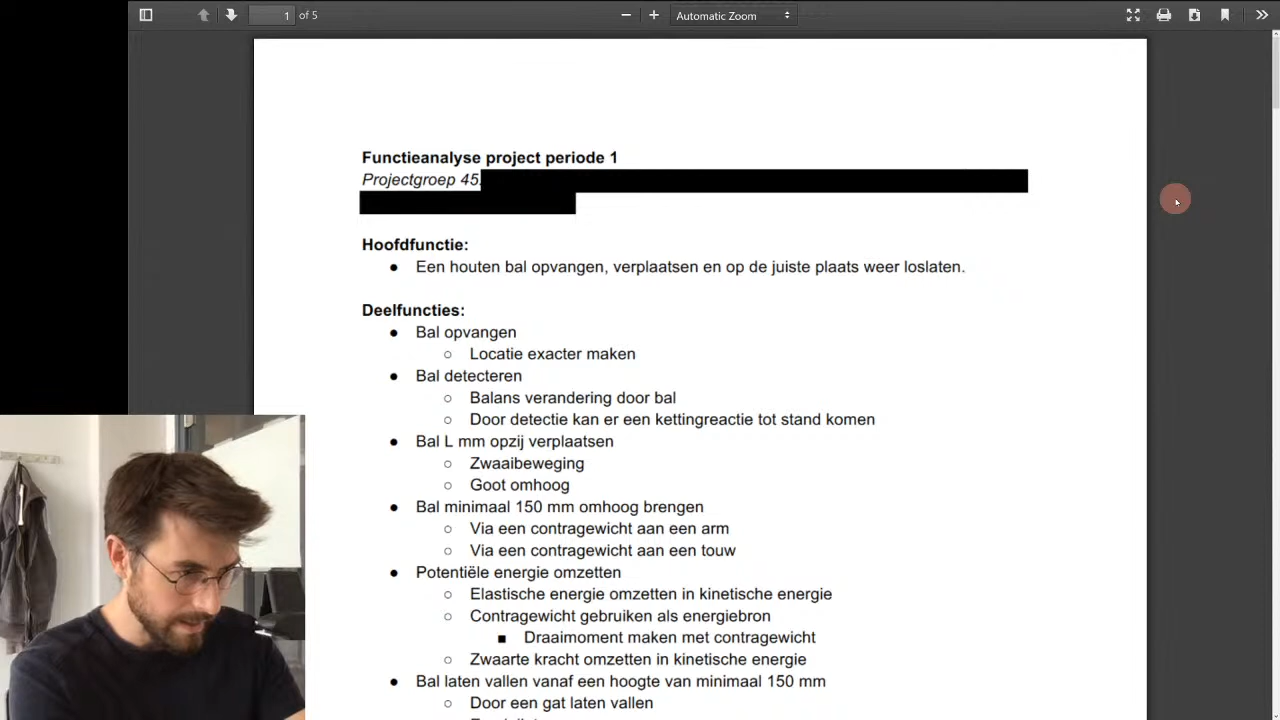 1 of 5
Automatic Zoom
Functieanalyse project periode 1
Projectgroep 45:
Hoofdfunctie:
● Een houten bal opvangen, verplaatsen en op de juiste plaats weer loslaten.
Deelfuncties:
● Bal opvangen
○ Locatie exacter maken
● Bal detecteren
○ Balans verandering door bal
○ Door detectie kan er een kettingreactie tot stand komen
● Bal L mm opzij verplaatsen
○ Zwaaibeweging
○ Goot omhoog
● Bal minimaal 150 mm omhoog brengen
○ Via een contragewicht aan een arm
○ Via een contragewicht aan een touw
● Potentiële energie omzetten
○ Elastische energie omzetten in kinetische energie
○ Contragewicht gebruiken als energiebron
■ Draaimoment maken met contragewicht
○ Zwaarte kracht omzetten in kinetische energie
● Bal laten vallen vanaf een hoogte van minimaal 150 mm
○ Door een gat laten vallen